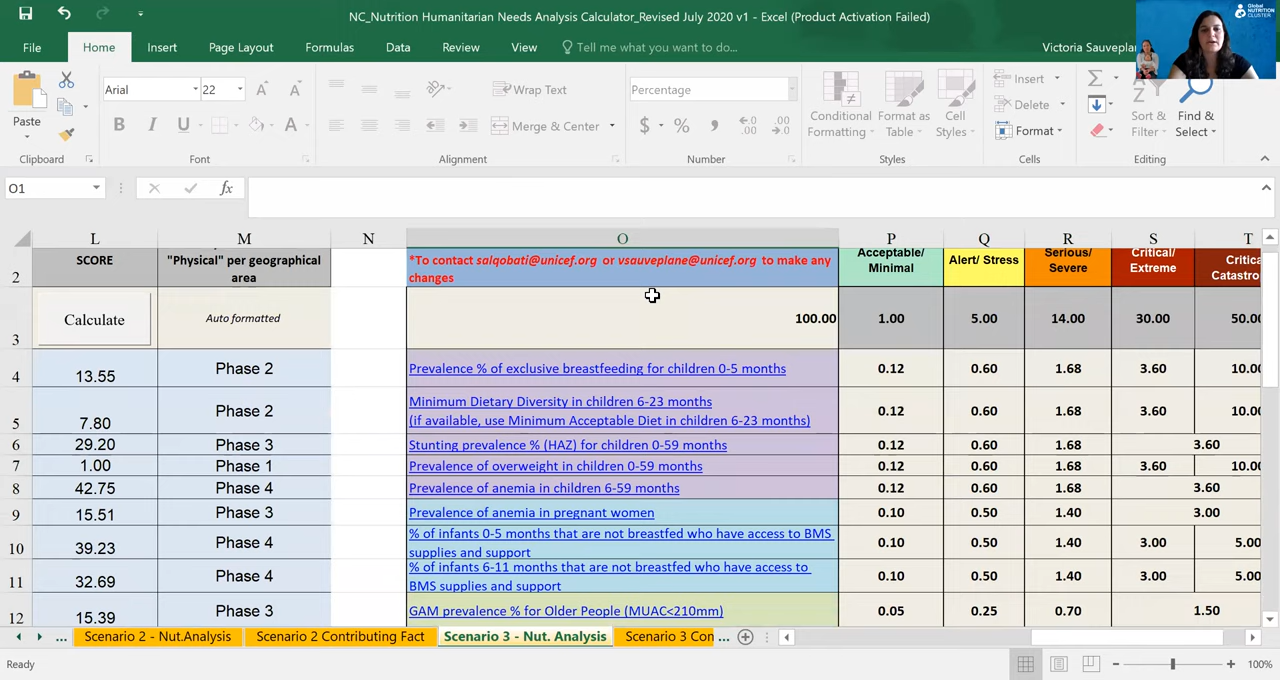 NC_Nutrition Humanitarian Needs Analysis Calculator_Revised July 2020 v1 - Excel (Product Activation Failed)
Global
NUTRITION
CLUSTER
File Home Insert Page Layout Formulas Data Review View Tell me what you want to do...
Arial 22 Wrap Text Percentage Insert
Paste B I U A Merge & Center $ % Conditional Formatting Format as Table Cell Styles Delete Format Sort & Filter Find & Select
Clipboard Font Alignment Number Styles Cells Editing
O1 fx
L M N O P Q R S T
2 SCORE "Physical" per geographical area *To contact salqobati@unicef.org or vsauveplane@unicef.org to make any changes Acceptable/ Minimal Alert/ Stress Serious/ Severe Critical/ Extreme
3 Calculate Auto formatted 100.00 1.00 5.00 14.00 30.00
4 13.55 Phase 2 Prevalence % of exclusive breastfeeding for children 0-5 months 0.12 0.60 1.68 3.60
5 7.80 Phase 2 Minimum Dietary Diversity in children 6-23 months
(if available, use Minimum Acceptable Diet in children 6-23 months) 0.12 0.60 1.68 3.60
6 29.20 Phase 3 Stunting prevalence % (HAZ) for children 0-59 months 0.12 0.60 1.68 3.60
7 1.00 Phase 1 Prevalence of overweight in children 0-59 months 0.12 0.60 1.68 3.60
8 42.75 Phase 4 Prevalence of anemia in children 6-59 months 0.12 0.60 1.68 3.60
9 15.51 Phase 3 Prevalence of anemia in pregnant women 0.10 0.50 1.40 3.00
10 39.23 Phase 4 % of infants 0-5 months that are not breastfed who have access to BMS
supplies and support 0.10 0.50 1.40 3.00
11 32.69 Phase 4 % of infants 6-11 months that are not breastfed who have access to
BMS supplies and support 0.10 0.50 1.40 3.00
12 15.39 Phase 3 GAM prevalence % for Older People (MUAC<210mm) 0.05 0.25 0.70 1.50
... Scenario 2 - Nut.Analysis Scenario 2 Contributing Fact Scenario 3 - Nut. Analysis Scenario 3 Con ...
Ready 100%